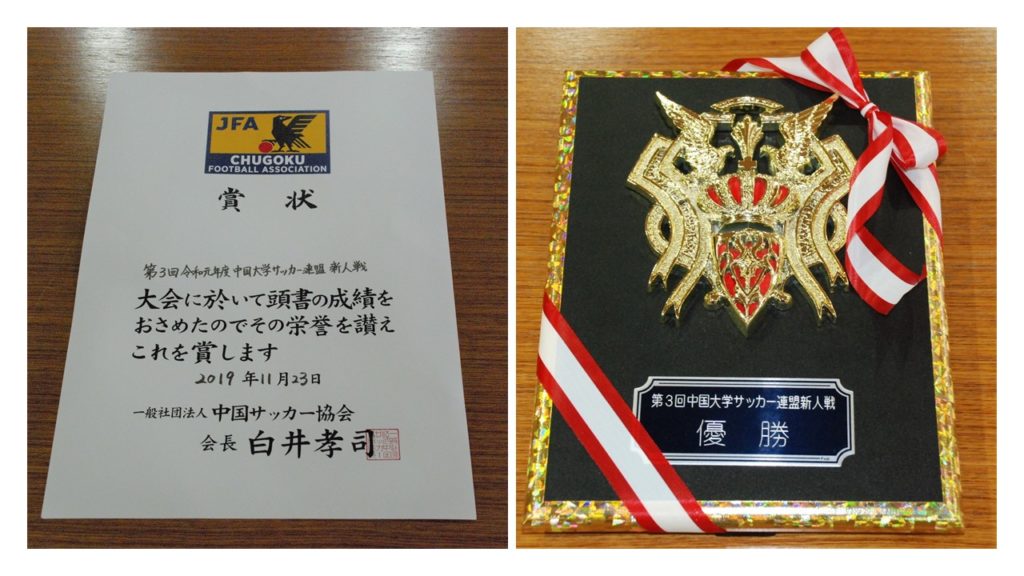 JFA
CHUGOKU
FOOTBALL ASSOCIATION
賞 状
第3回令和元年度 中国大学サッカー連盟 新人戦
大会に於いて頭書の成績を
おさめたのでその栄誉を讃え
これを賞します
2019 年 11 月 23 日
一般社団法人 中国サッカー協会
会長 白井孝司
第3回中国大学サッカー連盟新人戦
優 勝